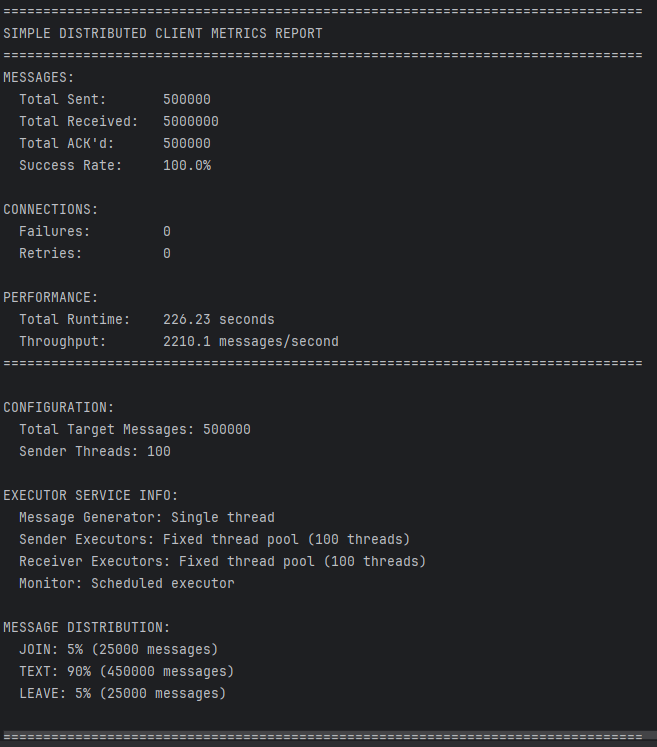 ================================================================================
SIMPLE DISTRIBUTED CLIENT METRICS REPORT
================================================================================
MESSAGES:
  Total Sent:       500000
  Total Received:   5000000
  Total ACK'd:      500000
  Success Rate:     100.0%

CONNECTIONS:
  Failures:         0
  Retries:          0

PERFORMANCE:
  Total Runtime:    226.23 seconds
  Throughput:       2210.1 messages/second
================================================================================

CONFIGURATION:
  Total Target Messages: 500000
  Sender Threads: 100

EXECUTOR SERVICE INFO:
  Message Generator: Single thread
  Sender Executors: Fixed thread pool (100 threads)
  Receiver Executors: Fixed thread pool (100 threads)
  Monitor: Scheduled executor

MESSAGE DISTRIBUTION:
  JOIN: 5% (25000 messages)
  TEXT: 90% (450000 messages)
  LEAVE: 5% (25000 messages)

================================================================================